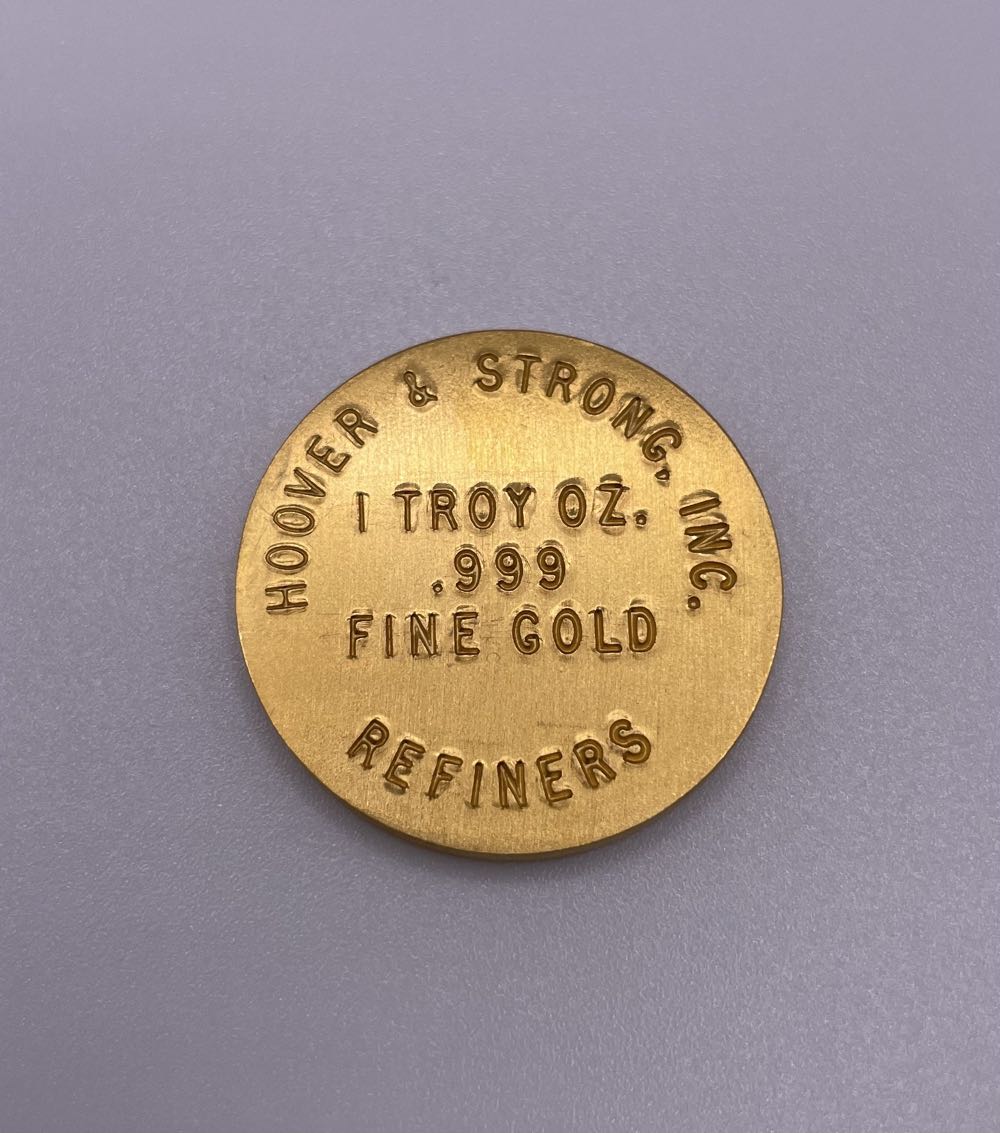 HOOVER & STRONG, INC.
1 TROY OZ.
.999
FINE GOLD
REFINERS